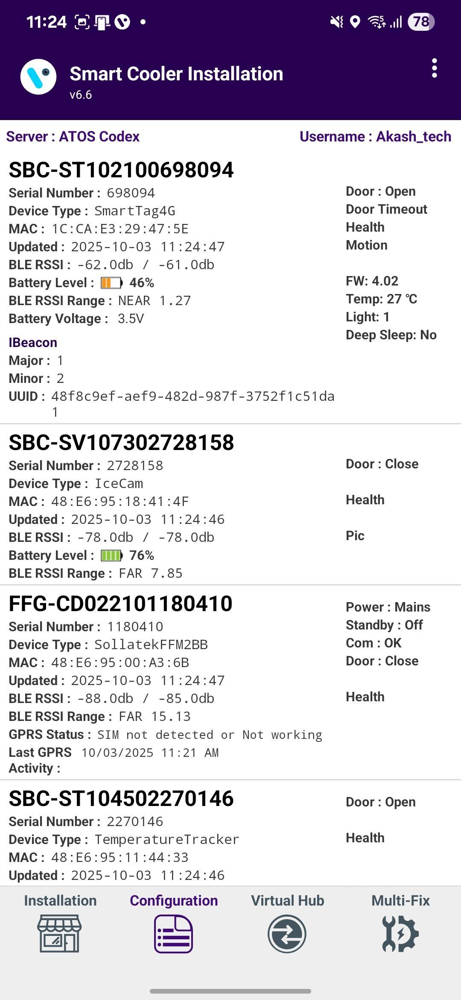 11:24
5
78
Smart Cooler Installation
v6.6
Server : ATOS Codex
Username : Akash_tech
SBC-ST102100698094
Serial Number : 698094
Door : Open
Device Type : SmartTag4G
Door Timeout
MAC : 1C:CA:E3:29:47:5E
Health
Updated : 2025-10-03 11:24:47
Motion
BLE RSSI : -62.0db / -61.0db
Battery Level : 46%
FW: 4.02
BLE RSSI Range : NEAR 1.27
Temp: 27 ℃
Battery Voltage : 3.5V
Light: 1
Deep Sleep: No
IBeacon
Major : 1
Minor : 2
UUID : 48f8c9ef-aef9-482d-987f-3752f1c51da
1
SBC-SV107302728158
Serial Number : 2728158
Door : Close
Device Type : IceCam
MAC : 48:E6:95:18:41:4F
Health
Updated : 2025-10-03 11:24:46
BLE RSSI : -78.0db / -78.0db
Pic
Battery Level : 76%
BLE RSSI Range : FAR 7.85
FFG-CD022101180410
Power : Mains
Serial Number : 1180410
Standby : Off
Device Type : SollatekFFM2BB
Com : OK
MAC : 48:E6:95:00:A3:6B
Door : Close
Updated : 2025-10-03 11:24:47
BLE RSSI : -88.0db / -85.0db
Health
BLE RSSI Range : FAR 15.13
GPRS Status : SIM not detected or Not working
Last GPRS 10/03/2025 11:21 AM
Activity :
SBC-ST104502270146
Door : Open
Serial Number : 2270146
Device Type : TemperatureTracker
Health
MAC : 48:E6:95:11:44:33
Updated : 2025-10-03 11:24:46
Installation
Configuration
Virtual Hub
Multi-Fix